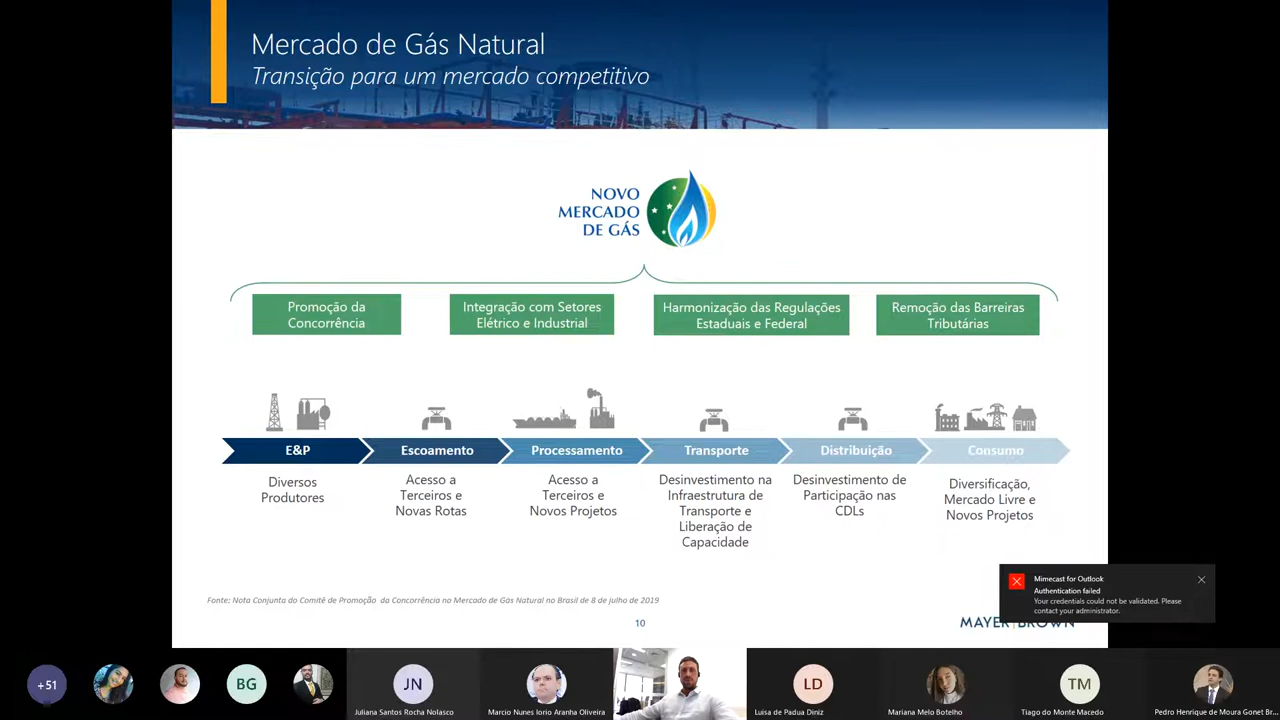 Mercado de Gás Natural
Transição para um mercado competitivo
NOVO
MERCADO
DE GÁS
Promoção da
Concorrência
Integração com Setores
Elétrico e Industrial
Harmonização das Regulações
Estaduais e Federal
Remoção das Barreiras
Tributárias
E&P
Escoamento
Processamento
Transporte
Distribuição
Consumo
Diversos
Produtores
Acesso a
Terceiros e
Novas Rotas
Acesso a
Terceiros e
Novos Projetos
Desinvestimento na
Infraestrutura de
Transporte e
Liberação de
Capacidade
Desinvestimento de
Participação nas
CDLs
Diversificação,
Mercado Livre e
Novos Projetos
Mimecast for Outlook
Authentication failed
Your credentials could not be validated. Please
contact your administrator.
Fonte: Nota Conjunta do Comitê de Promoção da Concorrência no Mercado de Gás Natural no Brasil de 8 de julho de 2019
10
MAYER BROWN
+51
BG
JN
LD
TM
Juliana Santos Rocha Nolasco
Marcio Nunes Iorio Aranha Oliveira
Luisa de Padua Diniz
Mariana Melo Botelho
Tiago do Monte Macedo
Pedro Henrique de Moura Gonet Br...